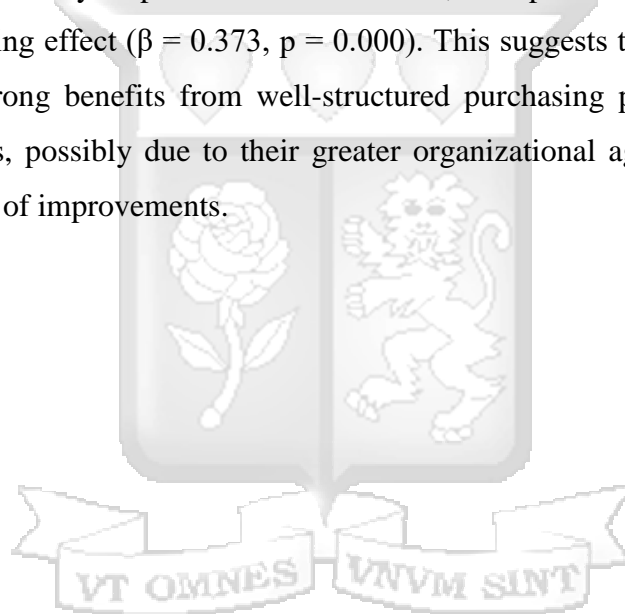 ing effect (β = 0.373, p = 0.000). This suggests t
rong benefits from well-structured purchasing p
s, possibly due to their greater organizational ag
of improvements.
VT OMNES VNVM SINT